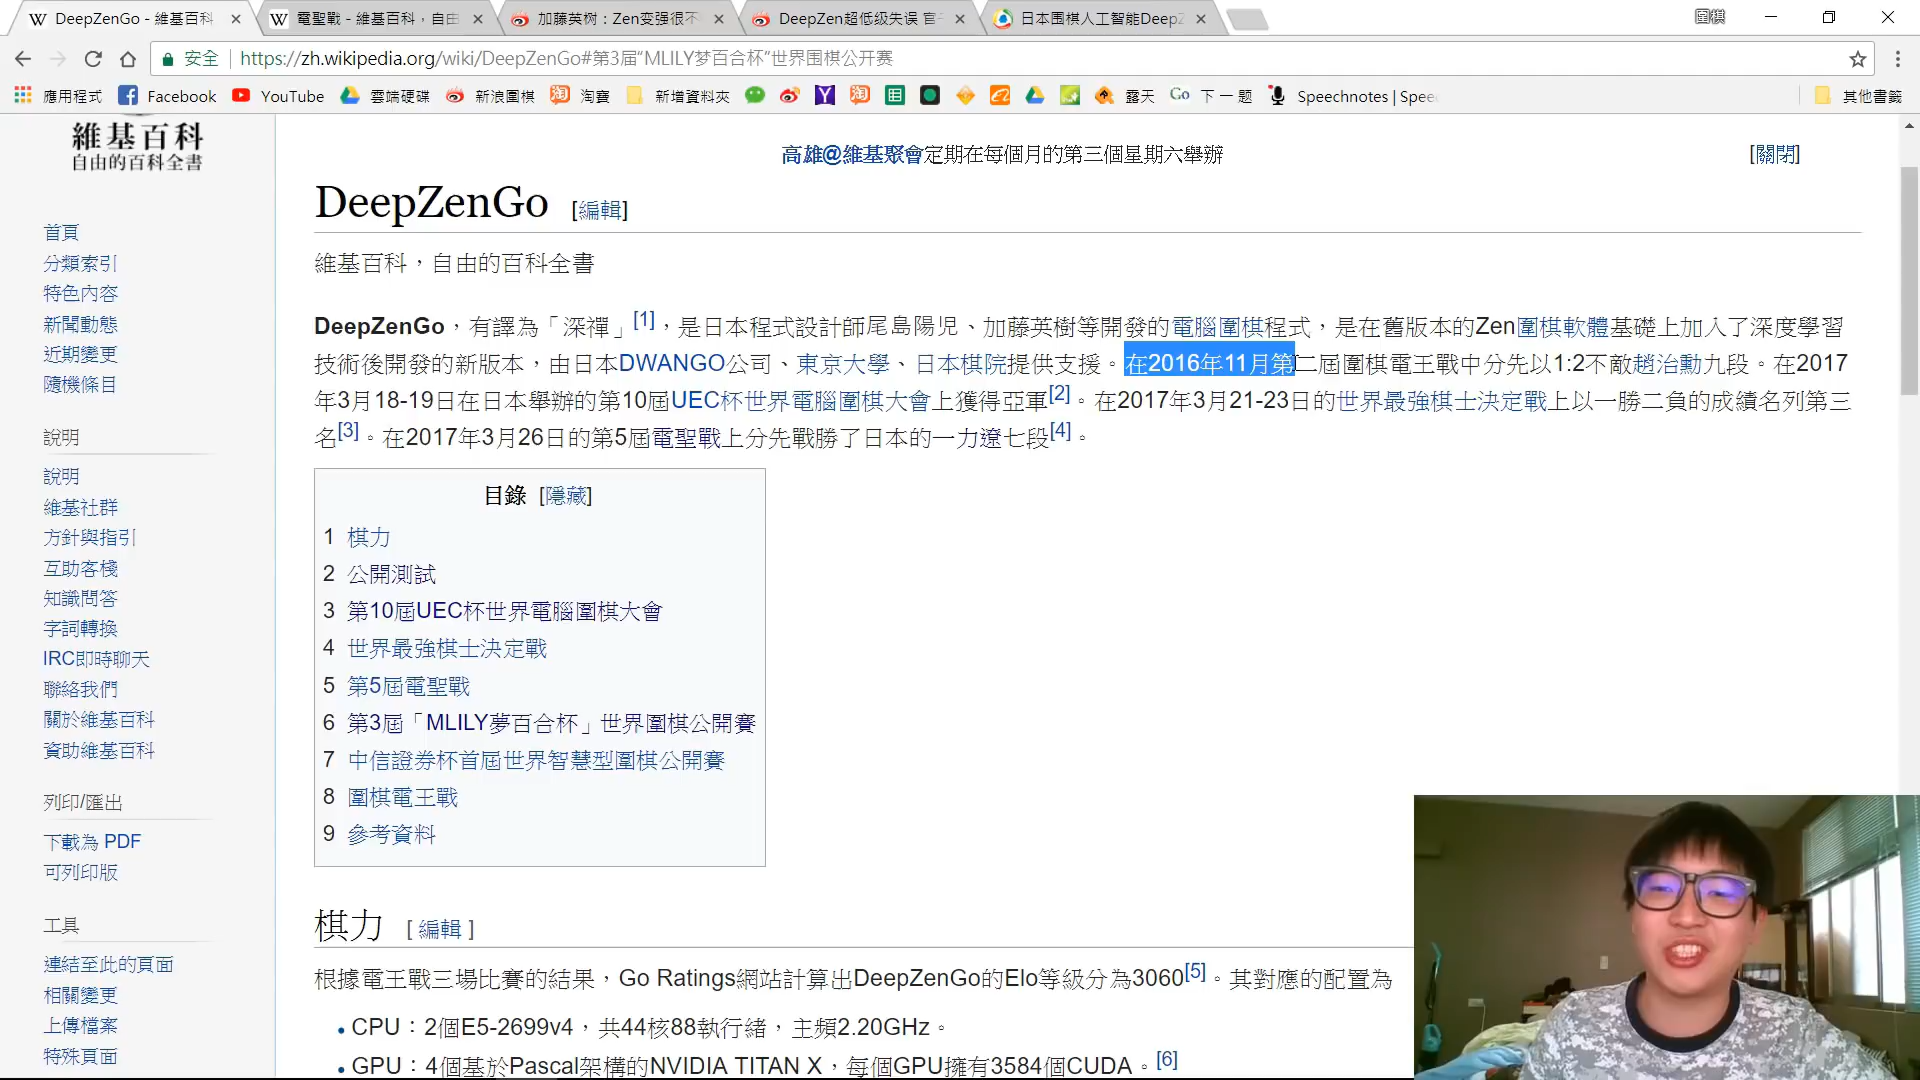 DeepZenGo - 維基百科
電聖戰 - 維基百科，自由
加藤英树：Zen变强很不
DeepZen超低级失误 官
日本围棋人工智能DeepZ
圍棋
安全 https://zh.wikipedia.org/wiki/DeepZenGo#第3届“MLILY梦百合杯”世界围棋公开赛
應用程式 Facebook YouTube 雲端硬碟 新浪圍棋 淘寶 新增資料夾 露天 Go 下一题 Speechnotes | Spee 其他書籤
維基百科
自由的百科全書
高雄@維基聚會定期在每個月的第三個星期六舉辦 [關閉]
首頁
分類索引
特色內容
新聞動態
近期變更
隨機條目
說明
說明
維基社群
方針與指引
互助客棧
知識問答
字詞轉換
IRC即時聊天
聯絡我們
關於維基百科
資助維基百科
列印/匯出
下載為 PDF
可列印版
工具
連結至此的頁面
相關變更
上傳檔案
特殊頁面
DeepZenGo [編輯]
維基百科，自由的百科全書
DeepZenGo，有譯為「深禪」[1]，是日本程式設計師尾島陽児、加藤英樹等開發的電腦圍棋程式，是在舊版本的Zen圍棋軟體基礎上加入了深度學習
技術後開發的新版本，由日本DWANGO公司、東京大學、日本棋院提供支援。在2016年11月第二屆圍棋電王戰中分先以1:2不敵趙治勳九段。在2017
年3月18-19日在日本舉辦的第10屆UEC杯世界電腦圍棋大會上獲得亞軍[2]。在2017年3月21-23日的世界最強棋士決定戰上以一勝二負的成績名列第三
名[3]。在2017年3月26日的第5屆電聖戰上分先戰勝了日本的一力遼七段[4]。
目錄 [隱藏]
1 棋力
2 公開測試
3 第10屆UEC杯世界電腦圍棋大會
4 世界最強棋士決定戰
5 第5屆電聖戰
6 第3屆「MLILY夢百合杯」世界圍棋公開賽
7 中信證券杯首屆世界智慧型圍棋公開賽
8 圍棋電王戰
9 參考資料
棋力 [ 編輯 ]
根據電王戰三場比賽的結果，Go Ratings網站計算出DeepZenGo的Elo等級分為3060[5]。其對應的配置為
• CPU：2個E5-2699v4，共44核88執行緒，主頻2.20GHz。
• GPU：4個基於Pascal架構的NVIDIA TITAN X，每個GPU擁有3584個CUDA。[6]